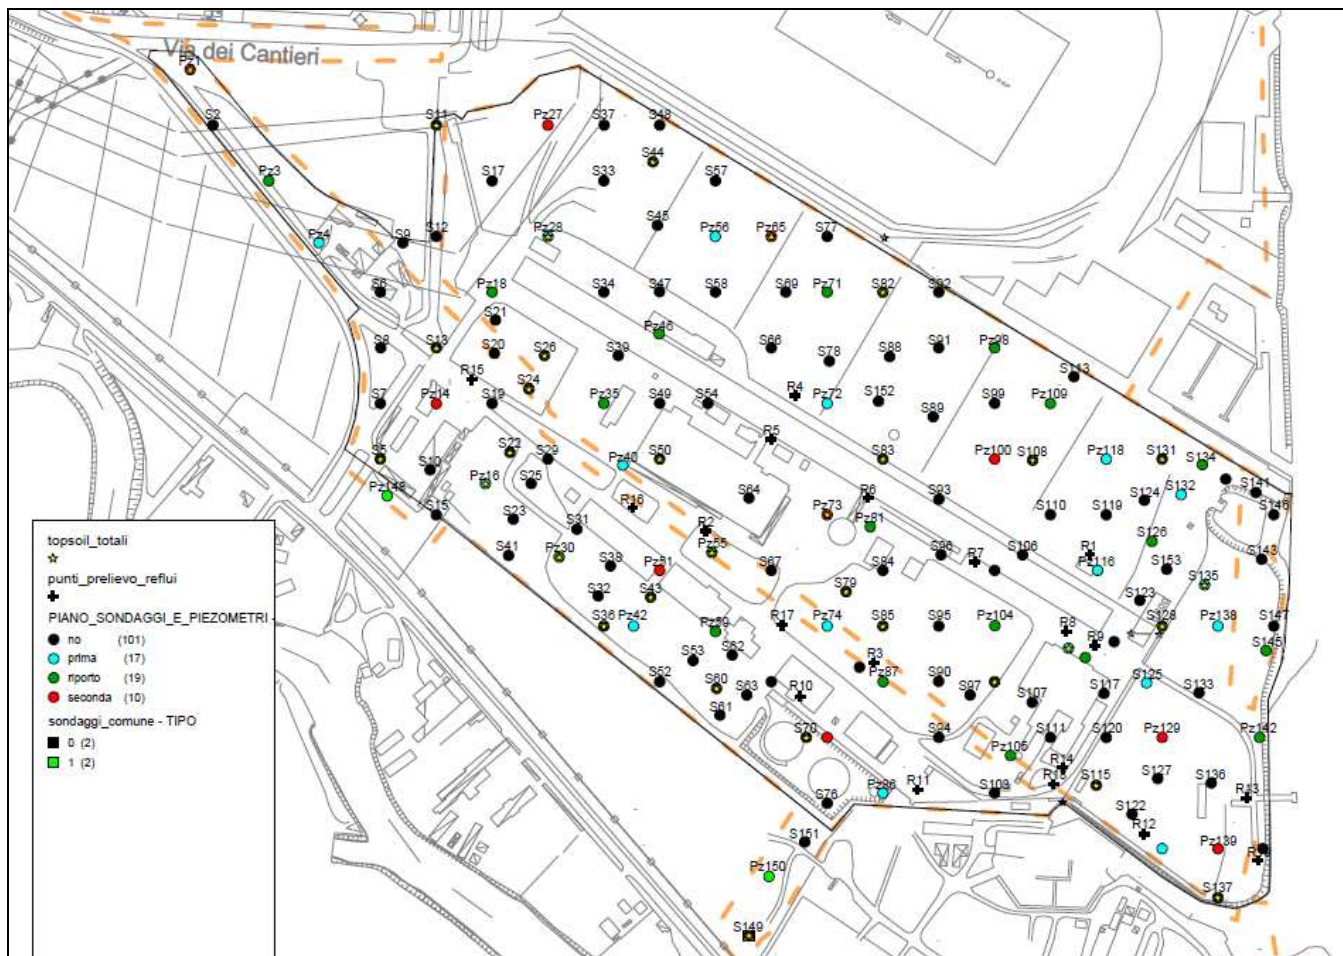 Via dei Cantieri
Pz1
S2
S11
Pz27
S37
S48
S44
Pz3
S17
S33
S57
S45
Pz4
S9
S12
Pz28
Pz56
Pz65
S77
S6
Pz18
S34
S47
S58
S69
Pz71
S82
S92
S21
Pz46
S8
S13
S20
S26
S39
S66
S78
S88
S91
Pz98
R15
S24
S113
S7
Pz14
S19
Pz35
S49
S54
R4
Pz72
S152
S89
S99
Pz109
R5
S5
S10
S22
S29
Pz40
S50
S83
Pz100
S108
Pz118
S131
S134
Pz148
Pz16
S25
S64
R6
S93
S124
S132
S141
S15
S23
S31
R16
R2
Pz73
Pz81
S110
S119
S146
S41
Pz30
S38
Pz51
Pz55
S67
S84
S96
R7
S106
R1
Pz116
S126
S153
S143
S32
S43
S79
S123
S135
S36
Pz42
Pz59
R17
Pz74
S85
S95
Pz104
R8
R9
S128
Pz138
S147
S53
S62
R3
S145
S52
S60
S63
R10
Pz87
S90
S97
S107
S117
S125
S133
S61
S70
S94
Pz105
S111
S120
Pz129
Pz142
R14
S76
Pz86
R11
S109
S115
S127
S136
R13
S122
R12
S151
Pz139
Pz150
S137
S149
topsoil_totali
punti_prelievo_reflui
PIANO_SONDAGGI_E_PIEZOMETRI -
no (101)
prima (17)
riporto (19)
seconda (10)
sondaggi_comune - TIPO
0 (2)
1 (2)